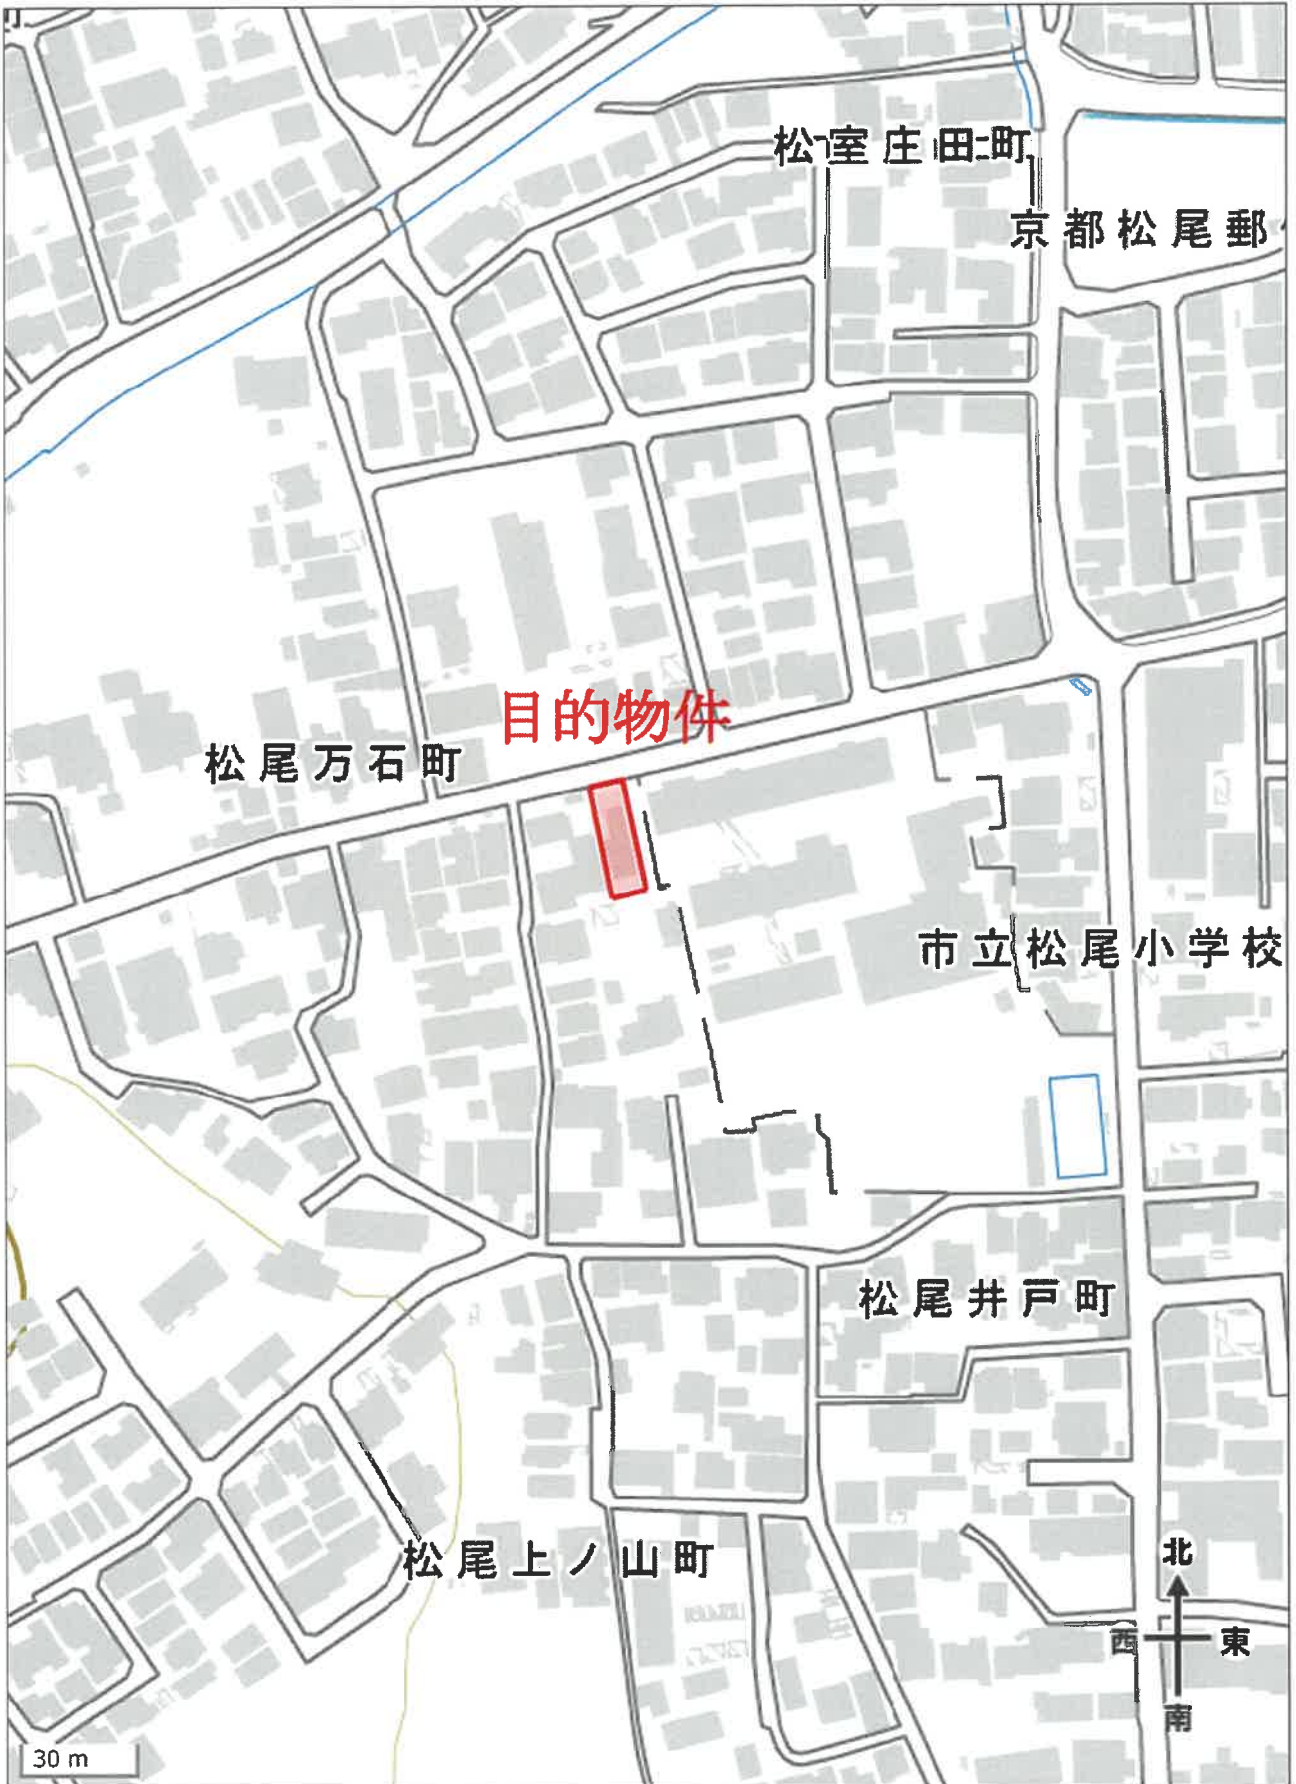 松室庄田町
京都松尾郵
目的物件
松尾万石町
市立松尾小学校
松尾井戸町
松尾上ノ山町
北
西
東
南
30 m